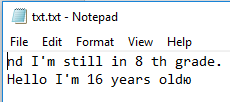 txt.txt - Notepad
File Edit Format View Help
nd I'm still in 8 th grade.
Hello I'm 16 years oldю